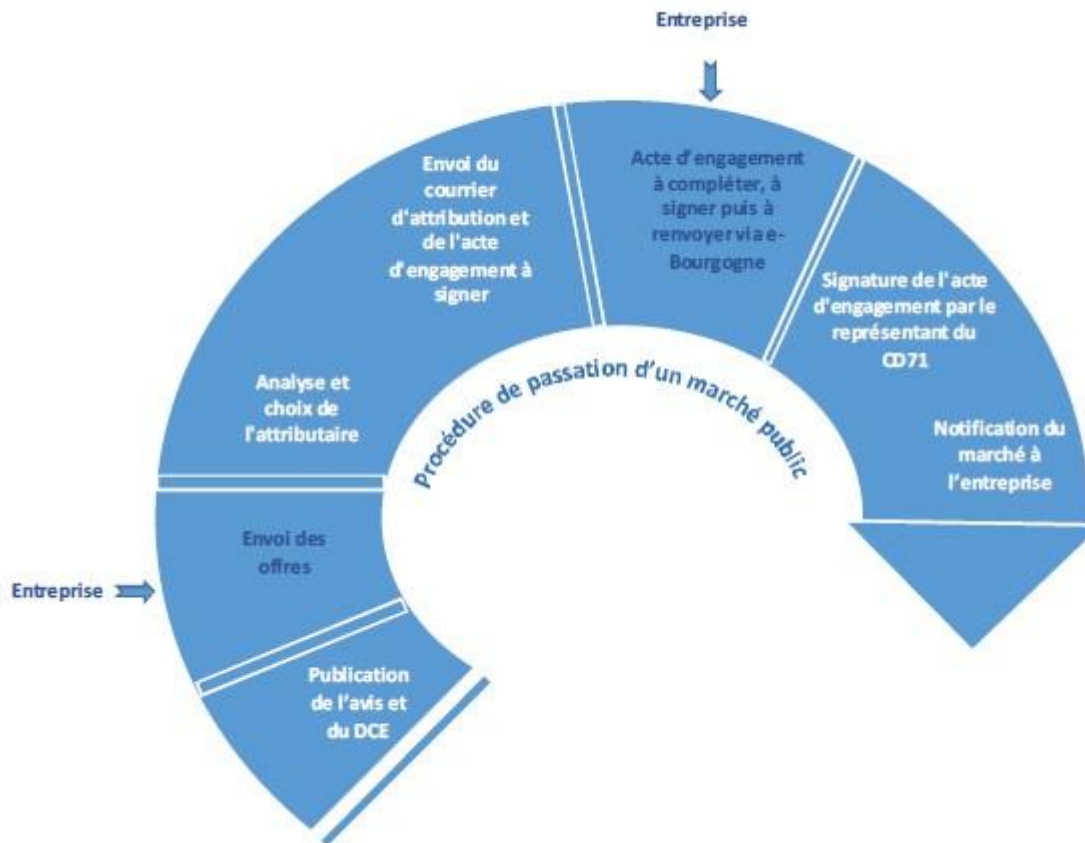 Entreprise
Envoi du
courrier
d'attribution et
de l'acte
d'engagement à
signer
Acte d'engagement
à compléter, à
signer puis à
renvoyer via e-
Bourgogne
Signature de l'acte
d'engagement par le
représentant du
CD71
Procédure de passation d'un marché public
Analyse et
choix de
l'attributaire
Notification du
marché à
l'entreprise
Envoi des
offres
Entreprise
Publication
de l'avis et
du DCE